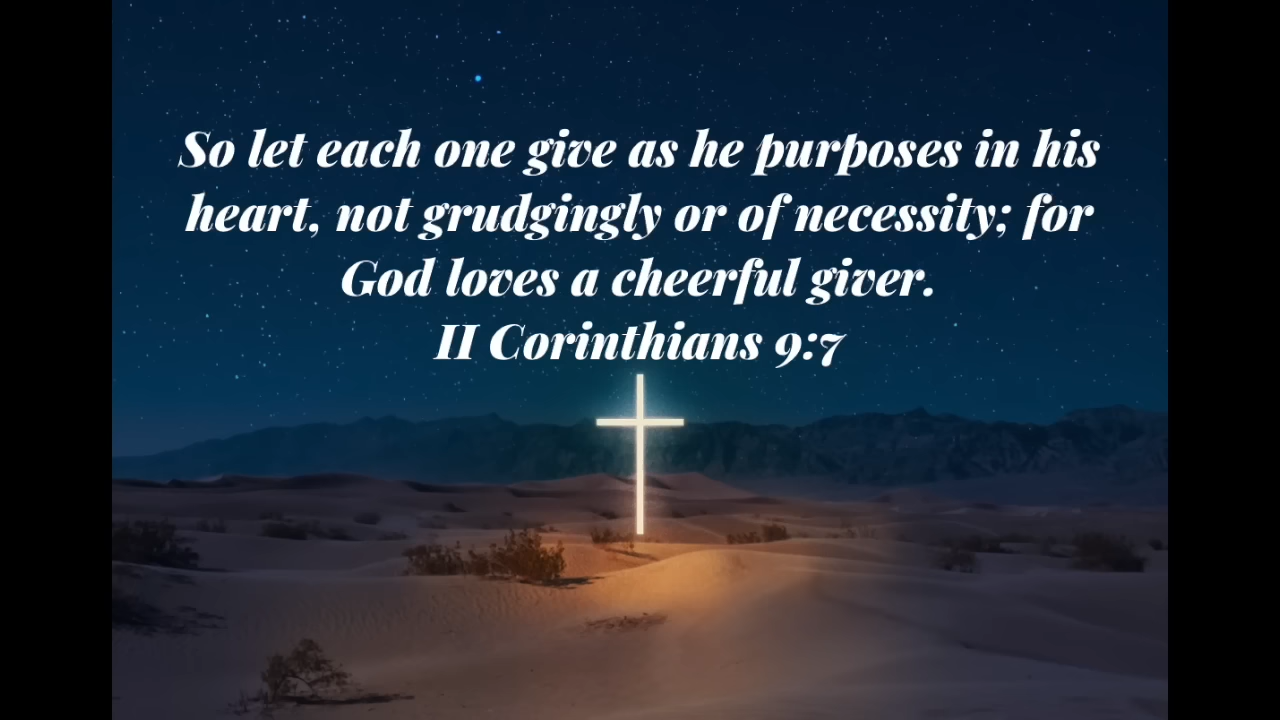 So let each one give as he purposes in his
heart, not grudgingly or of necessity; for
God loves a cheerful giver.
II Corinthians 9:7